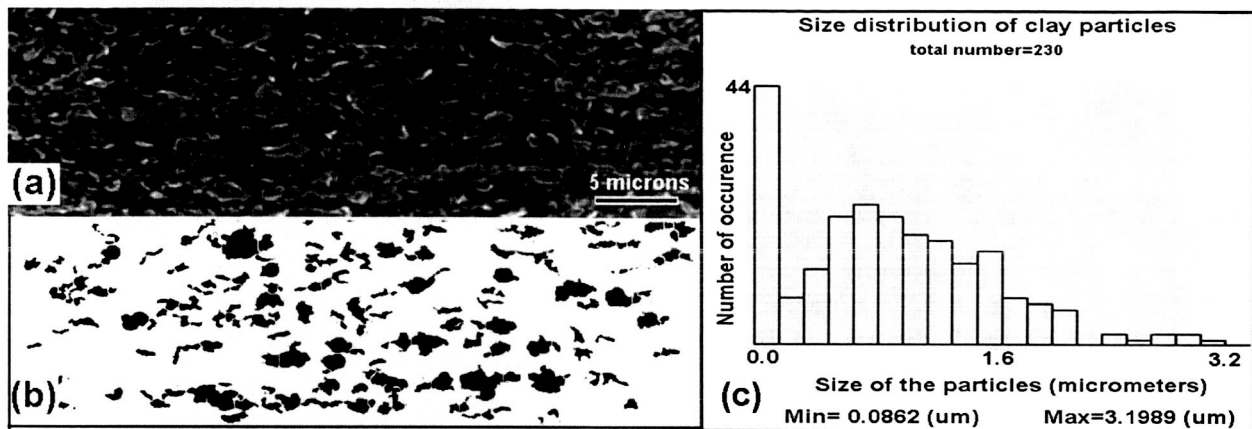 (a)
5 microns
(b)
Size distribution of clay particles
total number=230
44
Number of occurence
0.0
1.6
3.2
Size of the particles (micrometers)
(c)
Min= 0.0862 (um) Max=3.1989 (um)